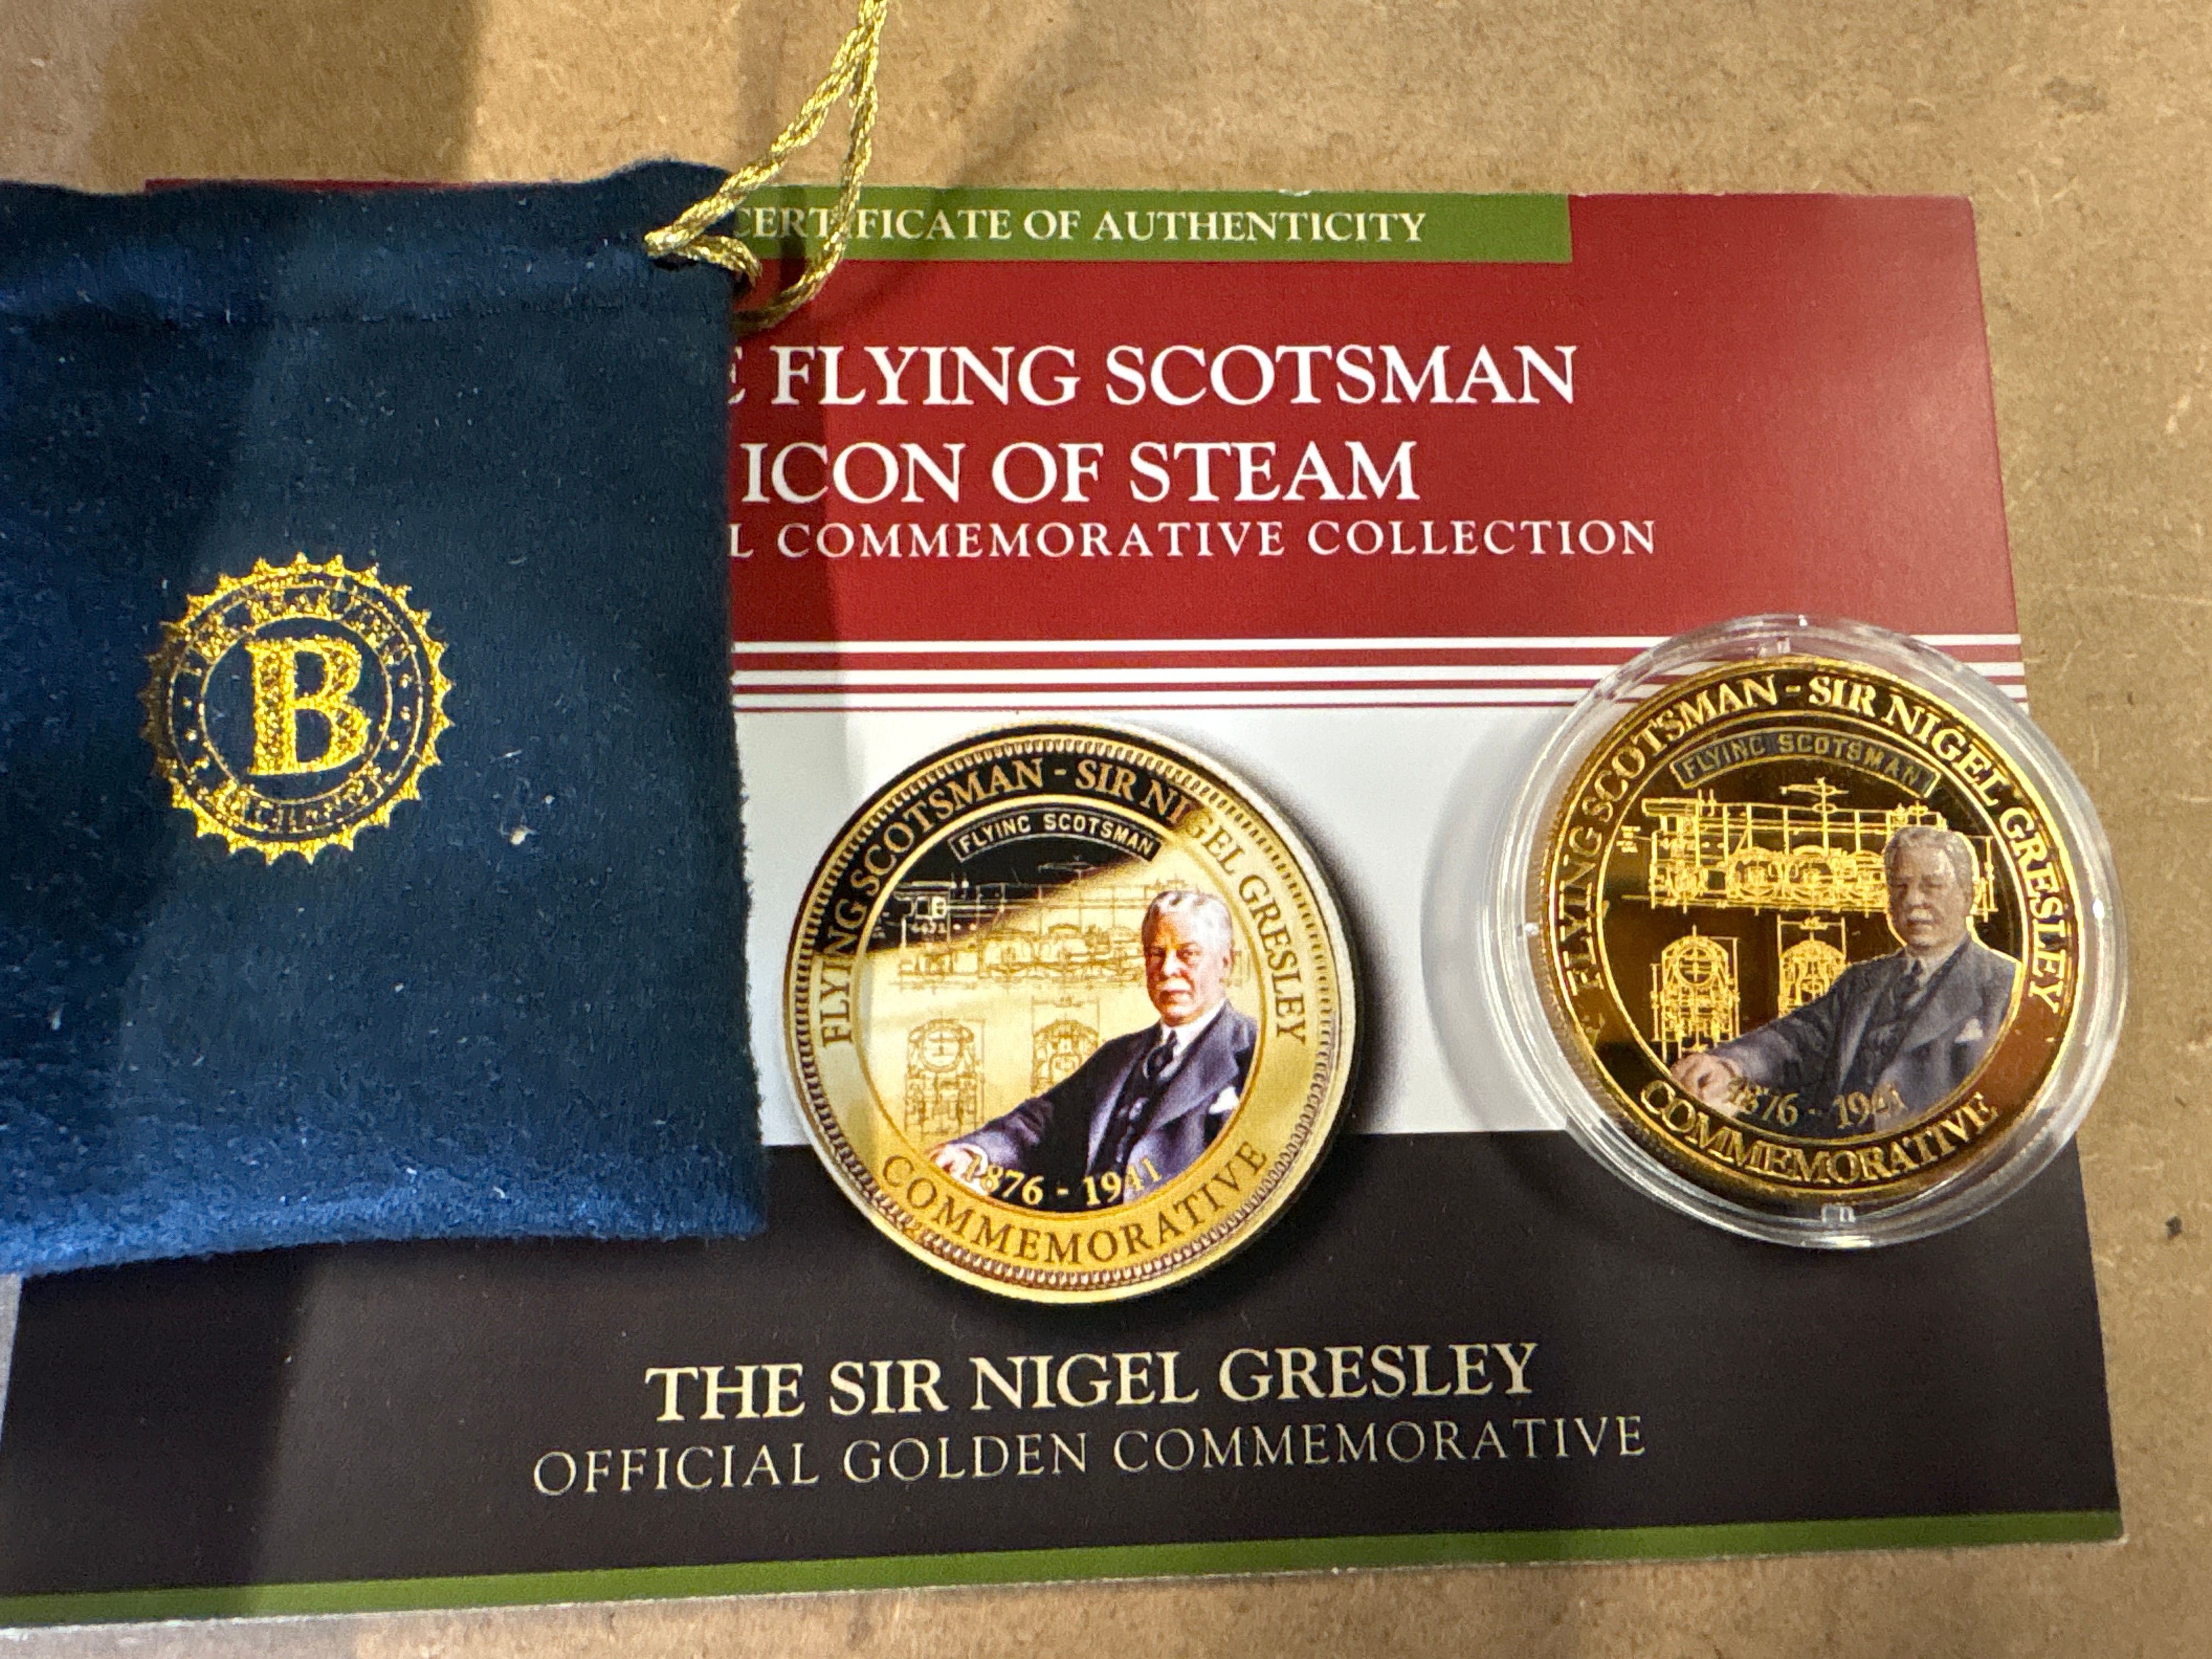 CERTIFICATE OF AUTHENTICITY
E FLYING SCOTSMAN
ICON OF STEAM
L COMMEMORATIVE COLLECTION
B
FLYING SCOTSMAN - SIR NIGEL GRESLEY
FLYING SCOTSMAN
1876 - 1941
COMMEMORATIVE
FLYING SCOTSMAN - SIR NIGEL GRESLEY
FLYING SCOTSMAN
1876 - 1941
COMMEMORATIVE
THE SIR NIGEL GRESLEY
OFFICIAL GOLDEN COMMEMORATIVE